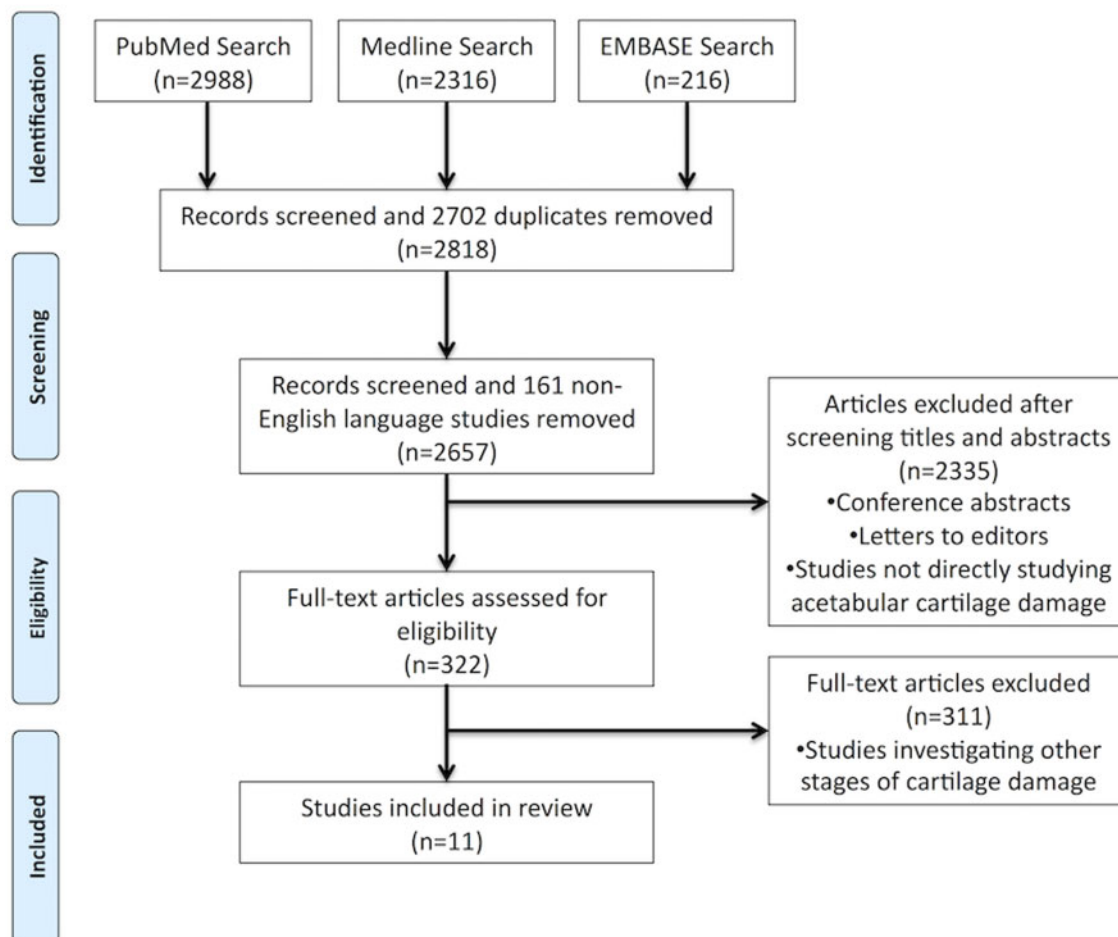 Identification
PubMed Search
(n=2988)
Medline Search
(n=2316)
EMBASE Search
(n=216)
Records screened and 2702 duplicates removed
(n=2818)
Screening
Records screened and 161 non-
English language studies removed
(n=2657)
Articles excluded after
screening titles and abstracts
(n=2335)
•Conference abstracts
•Letters to editors
•Studies not directly studying
acetabular cartilage damage
Eligibility
Full-text articles assessed for
eligibility
(n=322)
Full-text articles excluded
(n=311)
•Studies investigating other
stages of cartilage damage
Included
Studies included in review
(n=11)